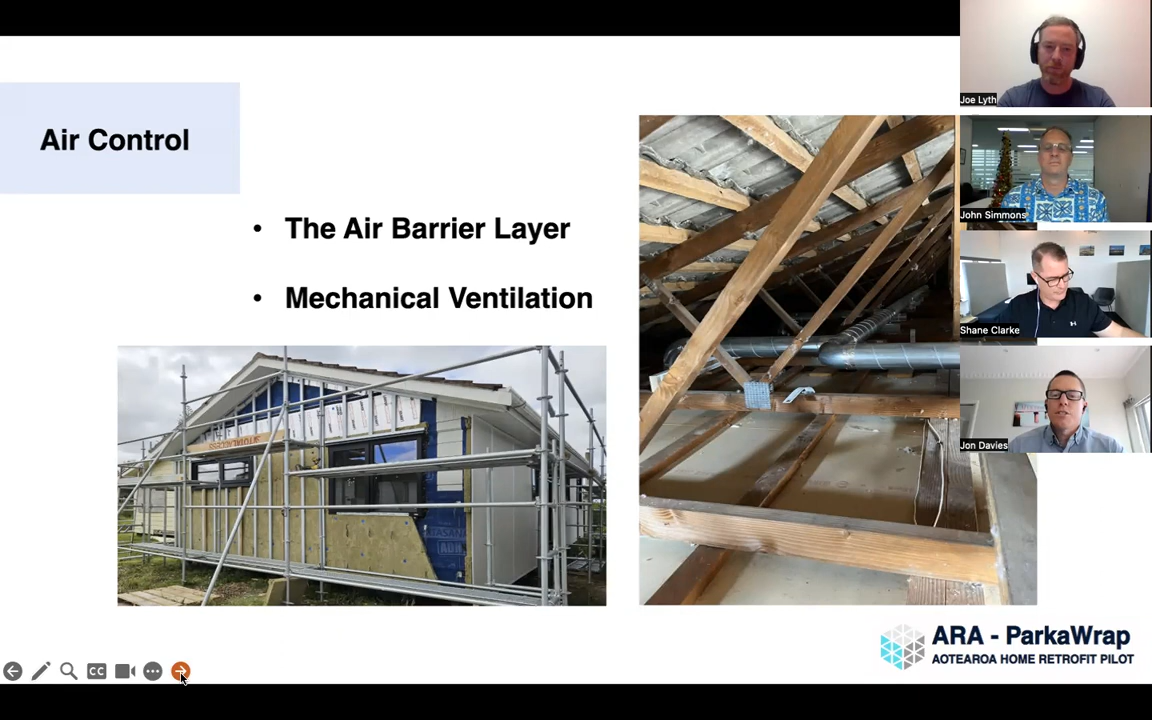 Air Control
• The Air Barrier Layer
• Mechanical Ventilation
Joe Lyth
John Simmons
Shane Clarke
Jon Davies
ARA - ParkaWrap
AOTEAROA HOME RETROFIT PILOT
CC